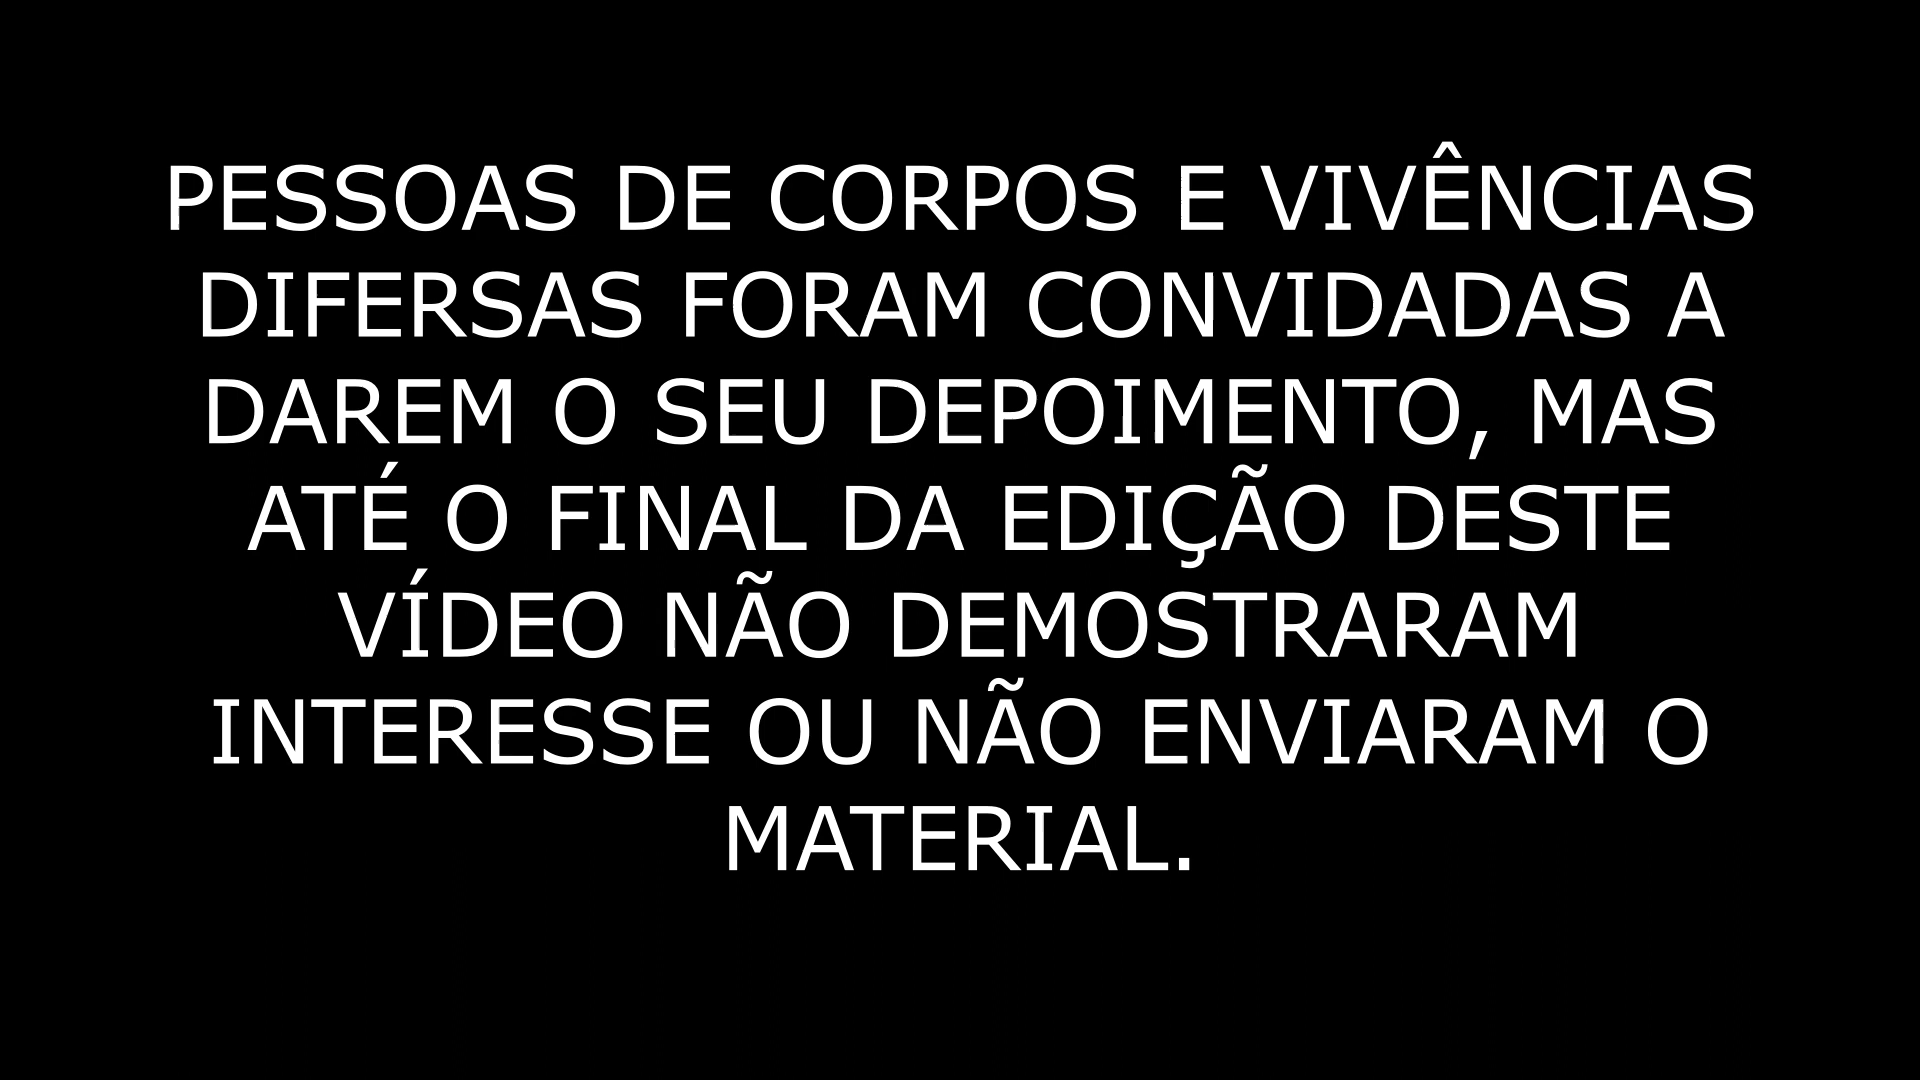 PESSOAS DE CORPOS E VIVÊNCIAS
DIFERSAS FORAM CONVIDADAS A
DAREM O SEU DEPOIMENTO, MAS
ATÉ O FINAL DA EDIÇÃO DESTE
VÍDEO NÃO DEMOSTRARAM
INTERESSE OU NÃO ENVIARAM O
MATERIAL.